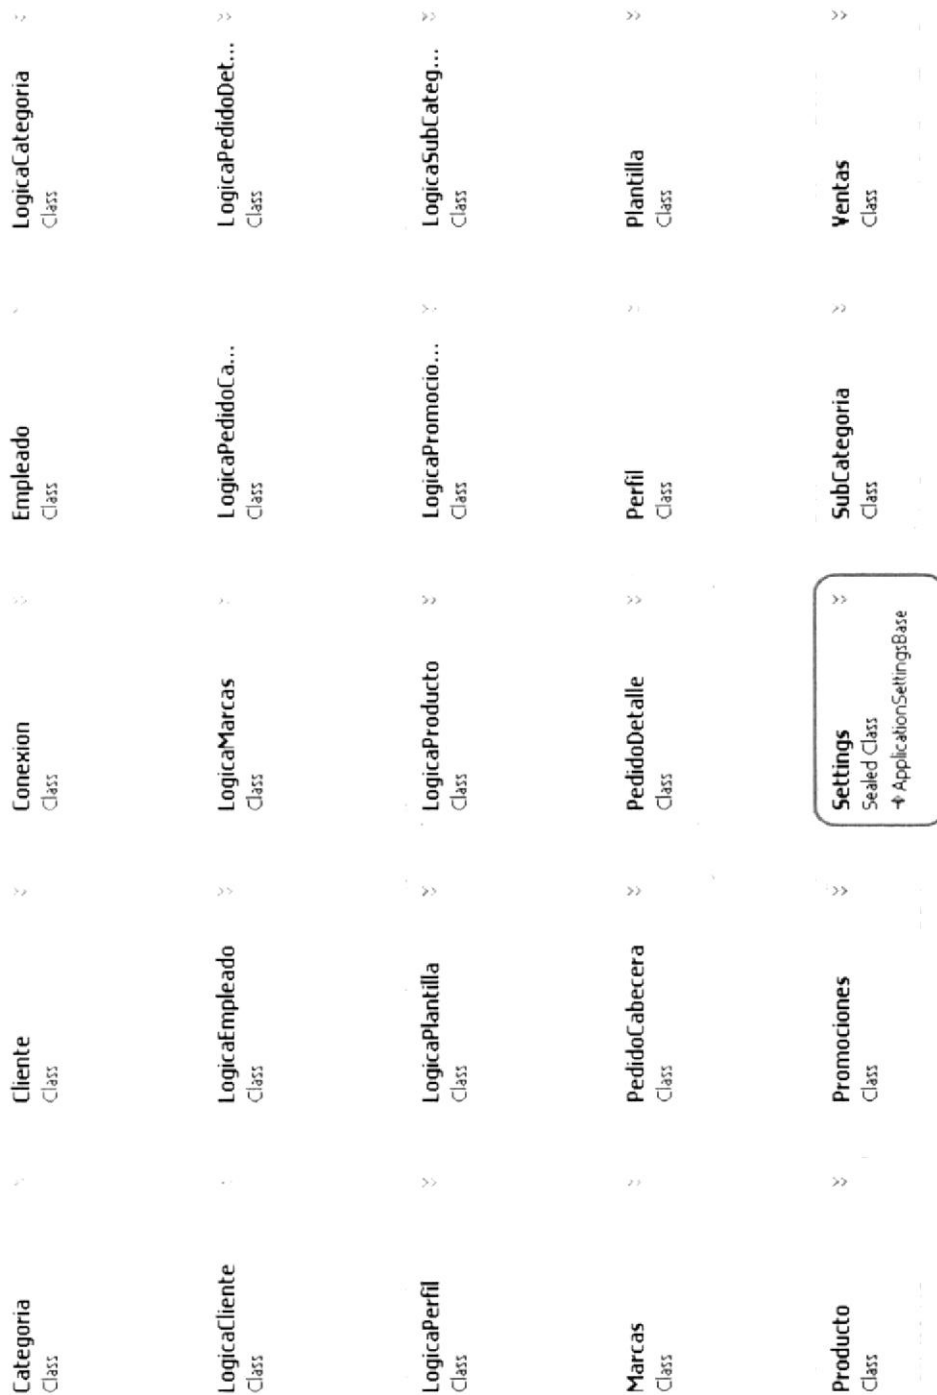 Categoria
Class
Cliente
Class
Conexion
Class
Empleado
Class
LogicaCategoria
Class
LogicaCliente
Class
LogicaEmpleado
Class
LogicaMarcas
Class
LogicaPedidoCa...
Class
LogicaPedidoDet...
Class
LogicaPerfil
Class
LogicaPlantilla
Class
LogicaProducto
Class
LogicaPromocio...
Class
LogicaSubCateg...
Class
Marcas
Class
PedidoCabecera
Class
PedidoDetalle
Class
Perfil
Class
Plantilla
Class
Producto
Class
Promociones
Class
Settings
Sealed Class
ApplicationSettingsBase
SubCategoria
Class
Ventas
Class